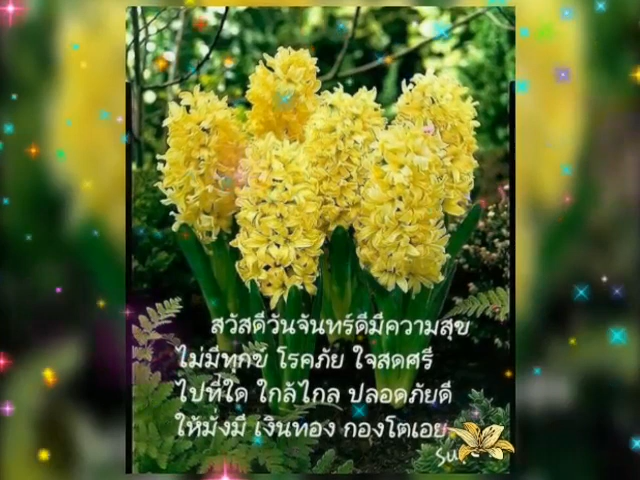 สวัสดีวันจันทร์ดีมีความสุข
ไม่มีทุกข์ โรคภัย ใจสดศรี
ไปที่ใด ใกล้ไกล ปลอดภัยดี
ให้มั่งมี เงินทอง กองโตเอย